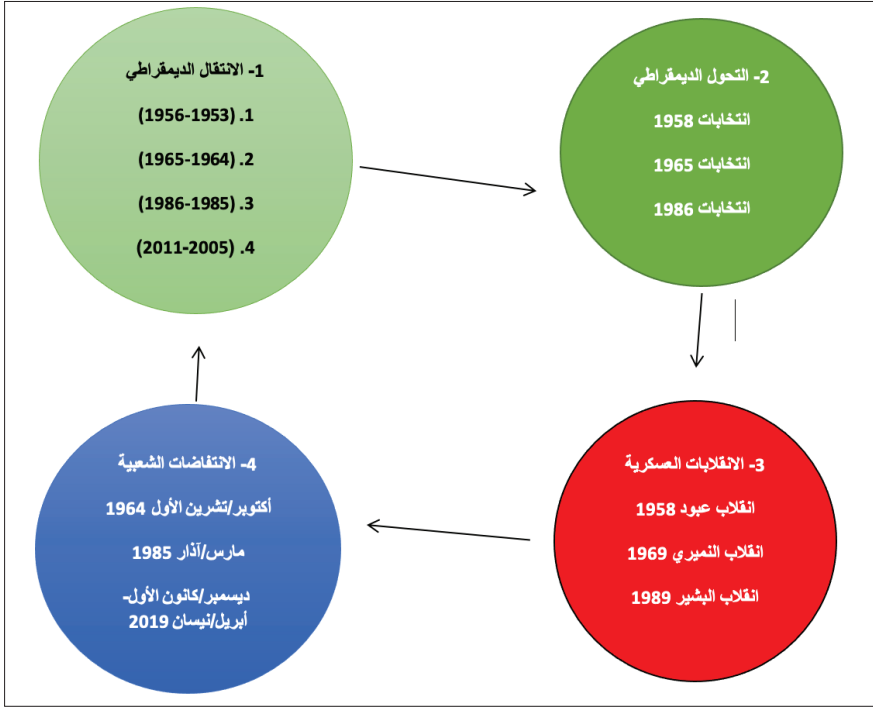 1- الانتقال الديمقراطي
1. (1953-1956)
2. (1964-1965)
3. (1985-1986)
4. (2005-2011)
2- التحول الديمقراطي
انتخابات 1958
انتخابات 1965
انتخابات 1986
3- الانقلابات العسكرية
انقلاب عبود 1958
انقلاب النميري 1969
انقلاب البشير 1989
4- الانتفاضات الشعبية
أكتوبر/تشرين الأول 1964
مارس/آذار 1985
ديسمبر/كانون الأول-
أبريل/نيسان 2019